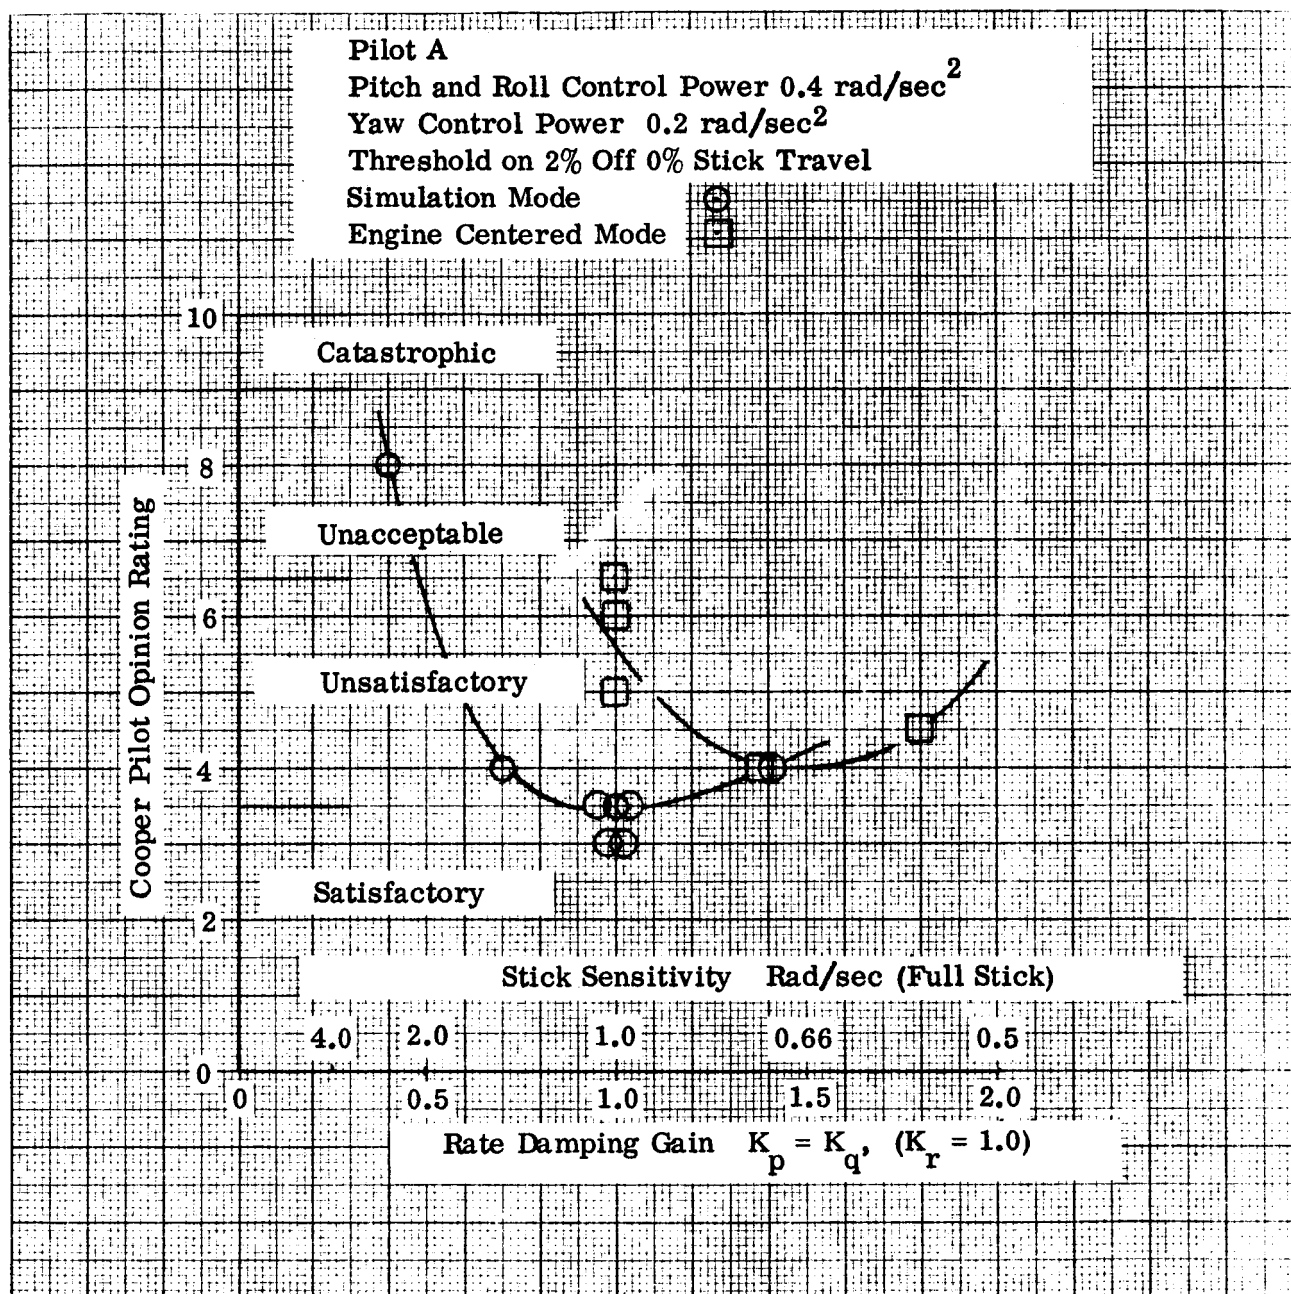 Pilot A
Pitch and Roll Control Power 0.4 rad/sec²
Yaw Control Power 0.2 rad/sec²
Threshold on 2% Off 0% Stick Travel
Simulation Mode
Engine Centered Mode
10
Catastrophic
8
Unacceptable
6
Unsatisfactory
4
Satisfactory
2
Cooper Pilot Opinion Rating
Stick Sensitivity Rad/sec (Full Stick)
4.0 2.0 1.0 0.66 0.5
0
0 0.5 1.0 1.5 2.0
Rate Damping Gain K_p = K_q, (K_r = 1.0)